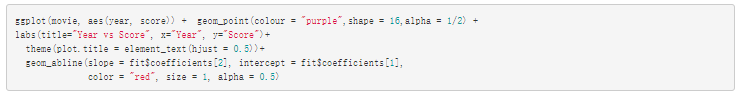 ggplot(movie, aes(year, score)) + geom_point(colour = "purple",shape = 16,alpha = 1/2) +
labs(title="Year vs Score", x="Year", y="Score")+
theme(plot.title = element_text(hjust = 0.5))+
geom_abline(slope = fit$coefficients[2], intercept = fit$coefficients[1],
color = "red", size = 1, alpha = 0.5)